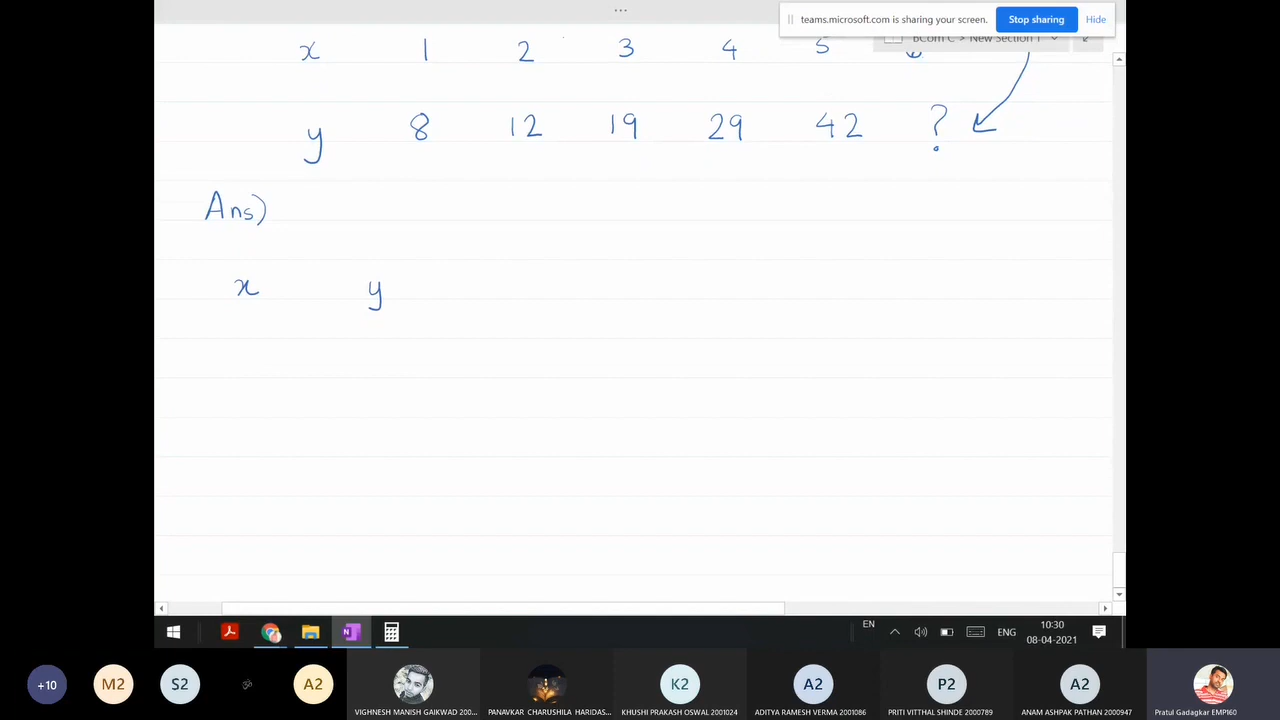 teams.microsoft.com is sharing your screen. Stop sharing Hide
BCom C > New Section 1
x 1 2 3 4 5
y 8 12 19 29 42 ?
Ans)
x y
EN ENG 10:30
08-04-2021
+10 M2 S2 ॐ A2 K2 A2 P2 A2
VIGHNESH MANISH GAIKWAD 200... PANAVKAR CHARUSHILA HARIDAS... KHUSHI PRAKASH OSWAL 2001024 ADITYA RAMESH VERMA 2001086 PRITI VITTHAL SHINDE 2000789 ANAM ASHPAK PATHAN 2000947 Pratul Gadagkar EMP160